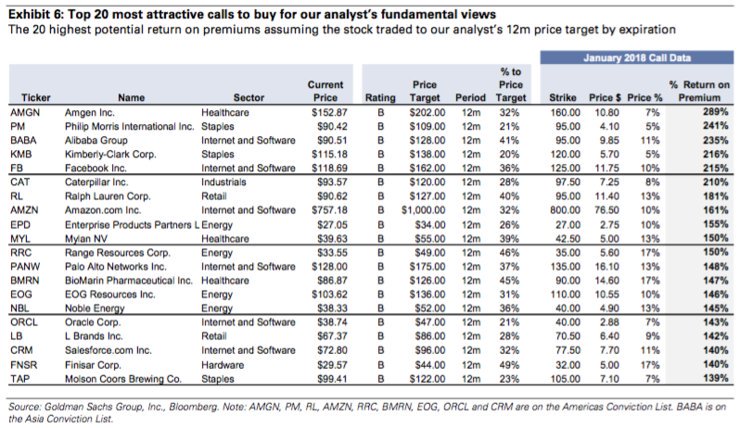 Exhibit 6: Top 20 most attractive calls to buy for our analyst's fundamental views
The 20 highest potential return on premiums assuming the stock traded to our analyst's 12m price target by expiration
January 2018 Call Data
% to
Current Price Price % Return on
Ticker Name Sector Price Rating Target Period Target Strike Price $ Price % Premium
AMGN Amgen Inc. Healthcare $152.87 B $202.00 12m 32% 160.00 10.80 7% 289%
PM Philip Morris International Inc. Staples $90.42 B $109.00 12m 21% 95.00 4.10 5% 241%
BABA Alibaba Group Internet and Software $90.51 B $128.00 12m 41% 95.00 9.85 11% 235%
KMB Kimberly-Clark Corp. Staples $115.18 B $138.00 12m 20% 120.00 5.70 5% 216%
FB Facebook Inc. Internet and Software $118.69 B $162.00 12m 36% 125.00 11.75 10% 215%
CAT Caterpillar Inc. Industrials $93.57 B $120.00 12m 28% 97.50 7.25 8% 210%
RL Ralph Lauren Corp. Retail $90.62 B $127.00 12m 40% 95.00 11.40 13% 181%
AMZN Amazon.com Inc. Internet and Software $757.18 B $1,000.00 12m 32% 800.00 76.50 10% 161%
EPD Enterprise Products Partners L Energy $27.05 B $34.00 12m 26% 27.00 2.75 10% 155%
MYL Mylan NV Healthcare $39.63 B $55.00 12m 39% 42.50 5.00 13% 150%
RRC Range Resources Corp. Energy $33.55 B $49.00 12m 46% 35.00 5.60 17% 150%
PANW Palo Alto Networks Inc. Internet and Software $128.00 B $175.00 12m 37% 135.00 16.10 13% 148%
BMRN BioMarin Pharmaceutical Inc. Healthcare $86.87 B $126.00 12m 45% 90.00 14.60 17% 147%
EOG EOG Resources Inc. Energy $103.62 B $136.00 12m 31% 110.00 10.55 10% 146%
NBL Noble Energy Energy $38.33 B $52.00 12m 36% 40.00 4.90 13% 145%
ORCL Oracle Corp. Internet and Software $38.74 B $47.00 12m 21% 40.00 2.88 7% 143%
LB L Brands Inc. Retail $67.37 B $86.00 12m 28% 70.50 6.40 9% 142%
CRM Salesforce.com Inc. Internet and Software $72.80 B $96.00 12m 32% 77.50 7.70 11% 140%
FNSR Finisar Corp. Hardware $29.57 B $44.00 12m 49% 32.00 5.00 17% 140%
TAP Molson Coors Brewing Co. Staples $99.41 B $122.00 12m 23% 105.00 7.10 7% 139%
Source: Goldman Sachs Group, Inc., Bloomberg. Note: AMGN, PM, RL, AMZN, RRC, BMRN, EOG, ORCL and CRM are on the Americas Conviction List. BABA is on
the Asia Conviction List.